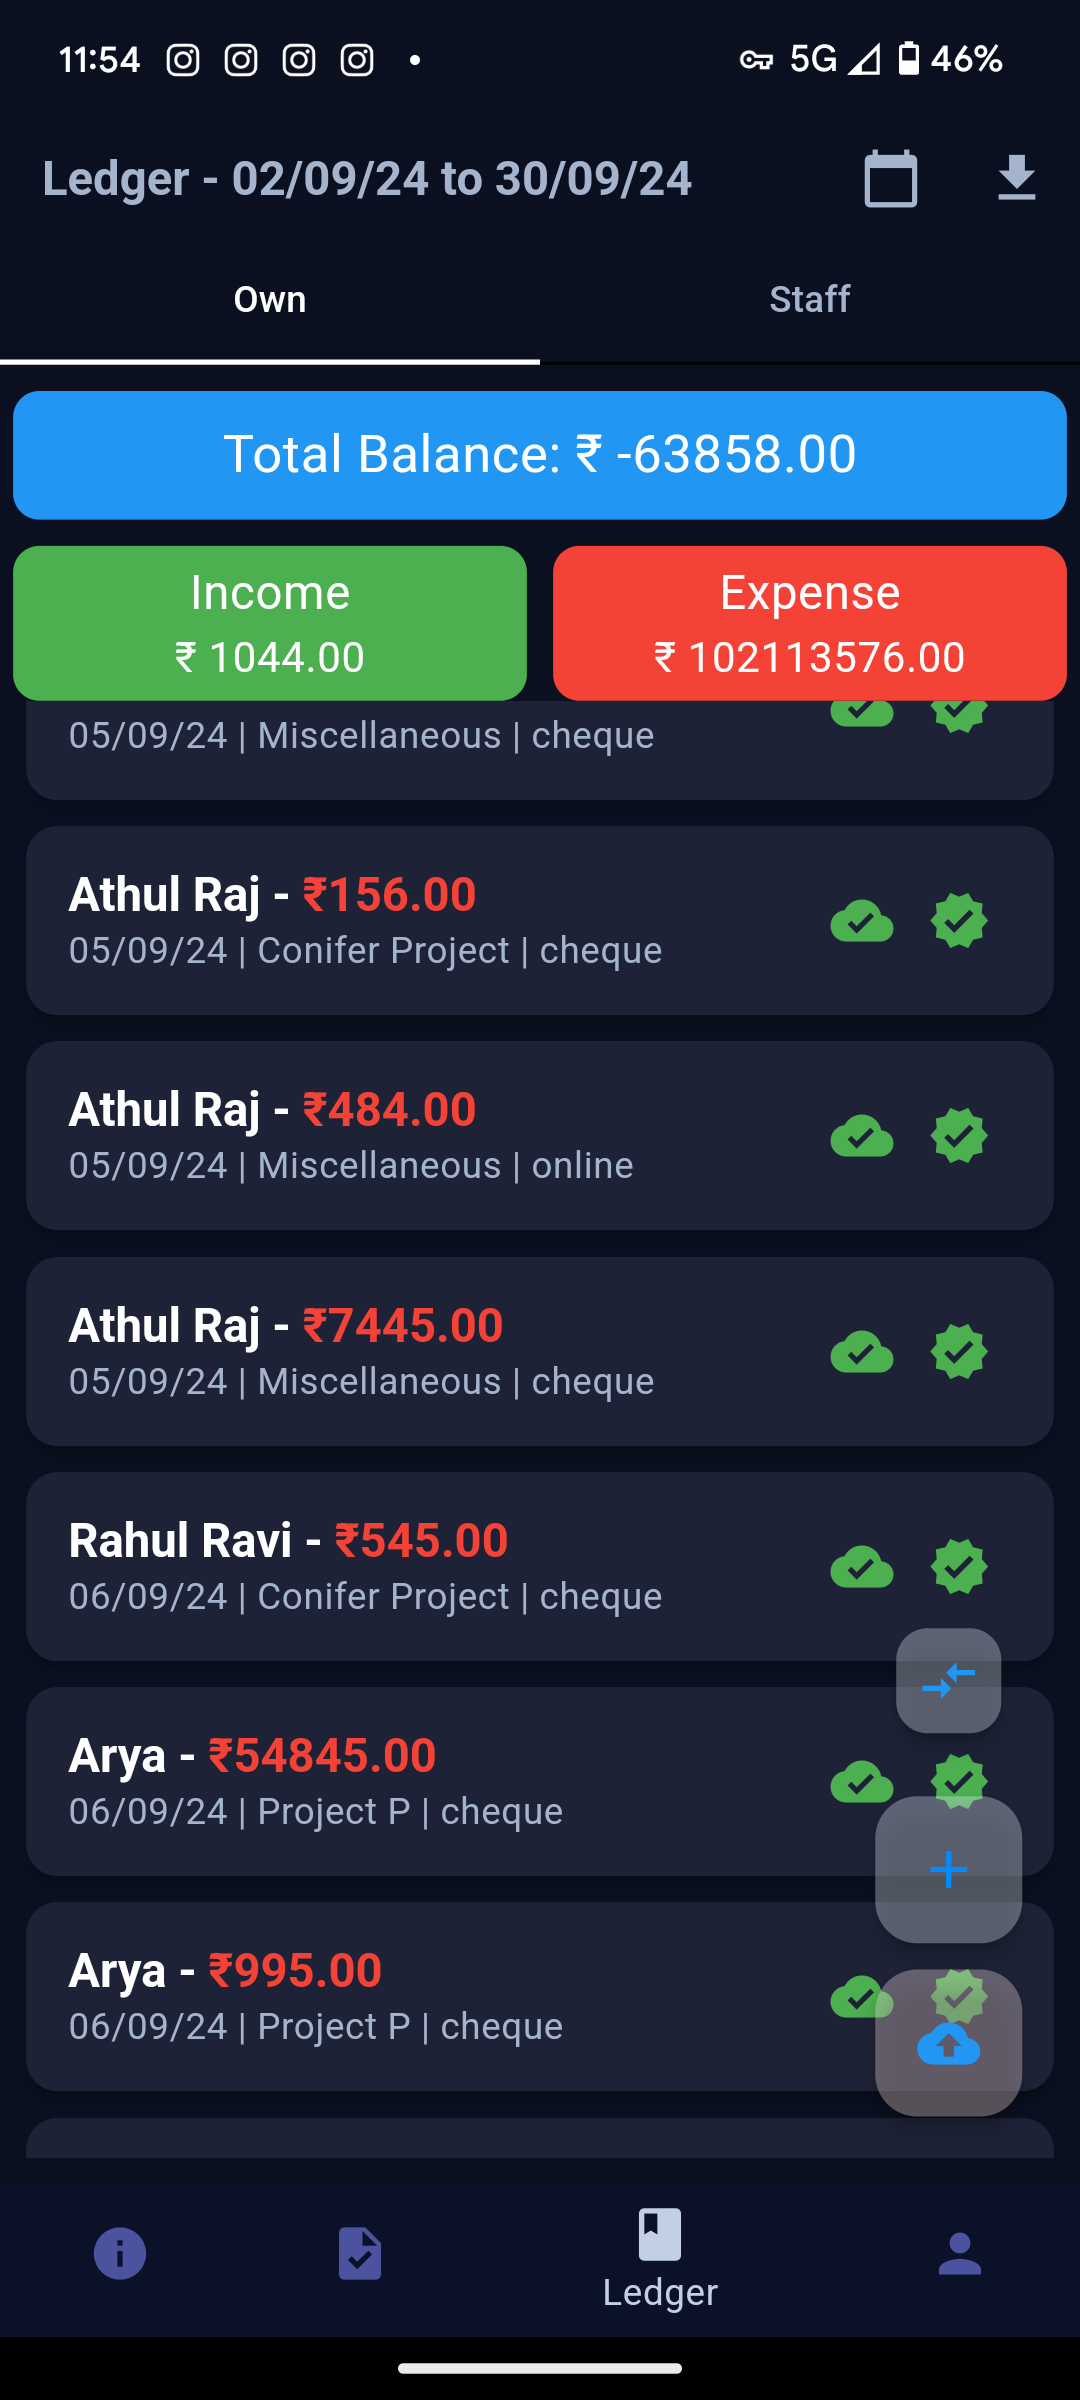 11:54
5G
46%
Ledger - 02/09/24 to 30/09/24
Own
Staff
Total Balance: ₹ -63858.00
Income
₹ 1044.00
Expense
₹ 102113576.00
05/09/24 | Miscellaneous | cheque
Athul Raj - ₹156.00
05/09/24 | Conifer Project | cheque
Athul Raj - ₹484.00
05/09/24 | Miscellaneous | online
Athul Raj - ₹7445.00
05/09/24 | Miscellaneous | cheque
Rahul Ravi - ₹545.00
06/09/24 | Conifer Project | cheque
Arya - ₹54845.00
06/09/24 | Project P | cheque
Arya - ₹995.00
06/09/24 | Project P | cheque
Ledger